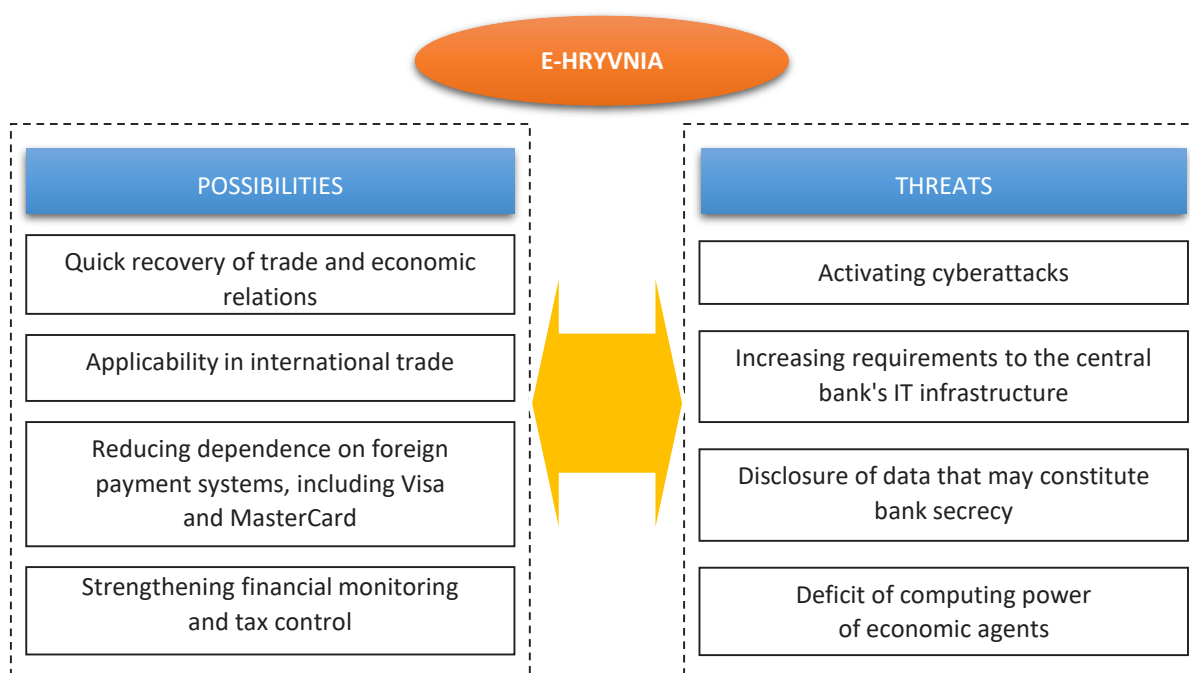 E-HRYVNIA
POSSIBILITIES
Quick recovery of trade and economic
relations
Applicability in international trade
Reducing dependence on foreign
payment systems, including Visa
and MasterCard
Strengthening financial monitoring
and tax control
THREATS
Activating cyberattacks
Increasing requirements to the central
bank's IT infrastructure
Disclosure of data that may constitute
bank secrecy
Deficit of computing power
of economic agents